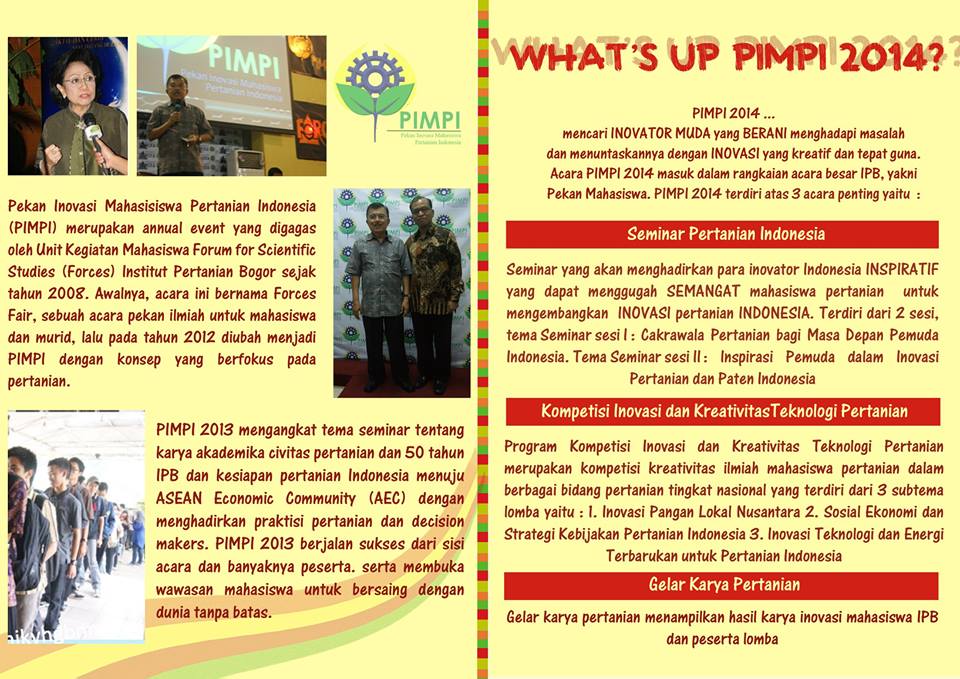 PIMPI
Pekan Inovasi Mahasiswa
Pertanian Indonesia
PIMPI
Pekan Inovasi Mahasiswa
Pertanian Indonesia
Pekan Inovasi Mahasisiswa Pertanian Indonesia
(PIMPI) merupakan annual event yang digagas
oleh Unit Kegiatan Mahasiswa Forum for Scientific
Studies (Forces) Institut Pertanian Bogor sejak
tahun 2008. Awalnya, acara ini bernama Forces
Fair, sebuah acara pekan ilmiah untuk mahasiswa
dan murid, lalu pada tahun 2012 diubah menjadi
PIMPI dengan konsep yang berfokus pada
pertanian.
PIMPI 2013 mengangkat tema seminar tentang
karya akademika civitas pertanian dan 50 tahun
IPB dan kesiapan pertanian Indonesia menuju
ASEAN Economic Community (AEC) dengan
menghadirkan praktisi pertanian dan decision
makers. PIMPI 2013 berjalan sukses dari sisi
acara dan banyaknya peserta. serta membuka
wawasan mahasiswa untuk bersaing dengan
dunia tanpa batas.
WHAT'S UP PIMPI 2014?
PIMPI 2014 ...
mencari INOVATOR MUDA yang BERANI menghadapi masalah
dan menuntaskannya dengan INOVASI yang kreatif dan tepat guna.
Acara PIMPI 2014 masuk dalam rangkaian acara besar IPB, yakni
Pekan Mahasiswa. PIMPI 2014 terdiri atas 3 acara penting yaitu :
Seminar Pertanian Indonesia
Seminar yang akan menghadirkan para inovator Indonesia INSPIRATIF
yang dapat menggugah SEMANGAT mahasiswa pertanian untuk
mengembangkan INOVASI pertanian INDONESIA. Terdiri dari 2 sesi,
tema Seminar sesi I : Cakrawala Pertanian bagi Masa Depan Pemuda
Indonesia. Tema Seminar sesi II : Inspirasi Pemuda dalam Inovasi
Pertanian dan Paten Indonesia
Kompetisi Inovasi dan KreativitasTeknologi Pertanian
Program Kompetisi Inovasi dan Kreativitas Teknologi Pertanian
merupakan kompetisi kreativitas ilmiah mahasiswa pertanian dalam
berbagai bidang pertanian tingkat nasional yang terdiri dari 3 subtema
lomba yaitu : 1. Inovasi Pangan Lokal Nusantara 2. Sosial Ekonomi dan
Strategi Kebijakan Pertanian Indonesia 3. Inovasi Teknologi dan Energi
Terbarukan untuk Pertanian Indonesia
Gelar Karya Pertanian
Gelar karya pertanian menampilkan hasil karya inovasi mahasiswa IPB
dan peserta lomba